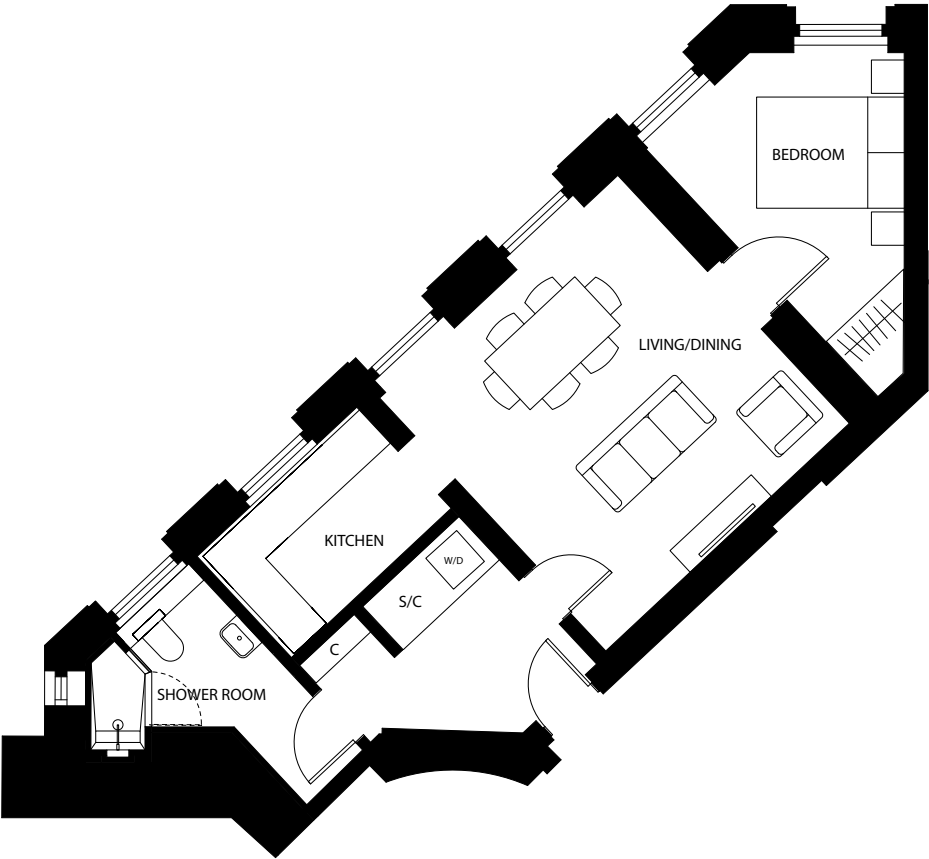 BEDROOM
LIVING/DINING
KITCHEN
W/D
S/C
C
SHOWER ROOM